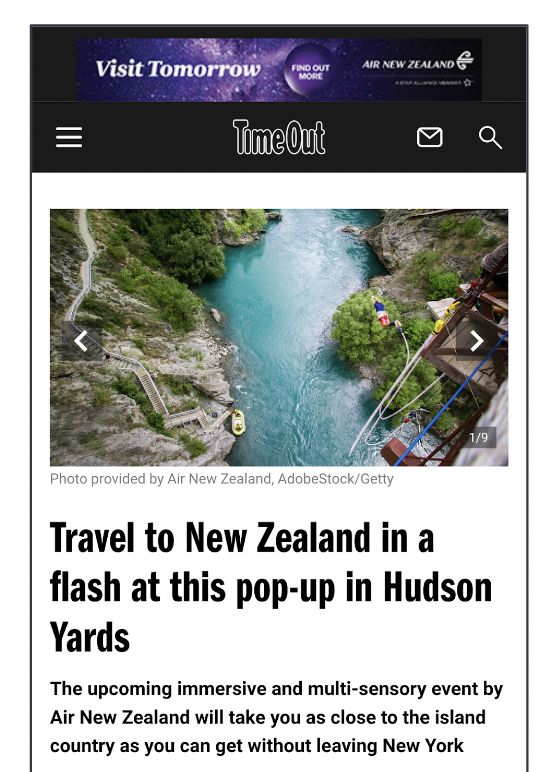 Visit Tomorrow
FIND OUT
MORE
AIR NEW ZEALAND
A STAR ALLIANCE MEMBER
TimeOut
1/9
Photo provided by Air New Zealand, AdobeStock/Getty
Travel to New Zealand in a
flash at this pop-up in Hudson
Yards
The upcoming immersive and multi-sensory event by
Air New Zealand will take you as close to the island
country as you can get without leaving New York